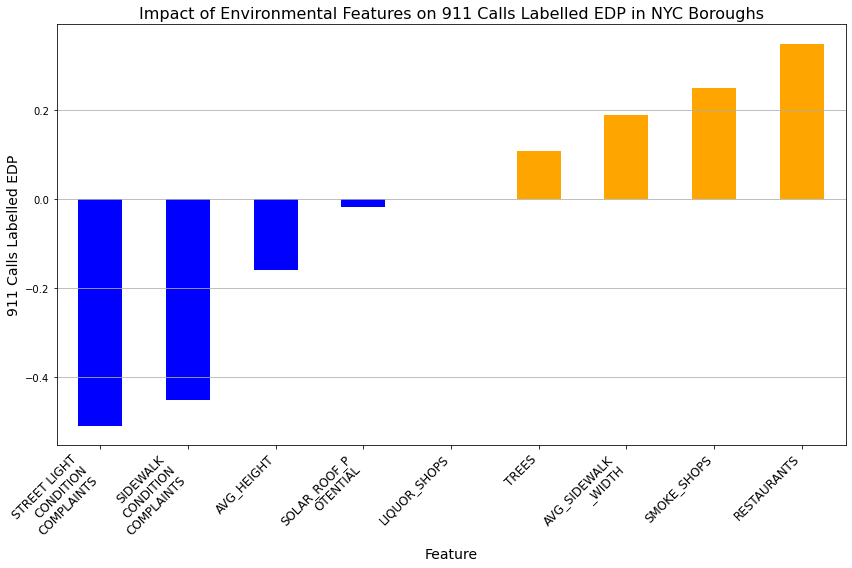 Impact of Environmental Features on 911 Calls Labelled EDP in NYC Boroughs
911 Calls Labelled EDP
0.2
0.0
−0.2
−0.4
STREET LIGHT
CONDITION
COMPLAINTS
SIDEWALK
CONDITION
COMPLAINTS
AVG_HEIGHT
SOLAR_ROOF_P
OTENTIAL
LIQUOR_SHOPS
TREES
AVG_SIDEWALK
_WIDTH
SMOKE_SHOPS
RESTAURANTS
Feature